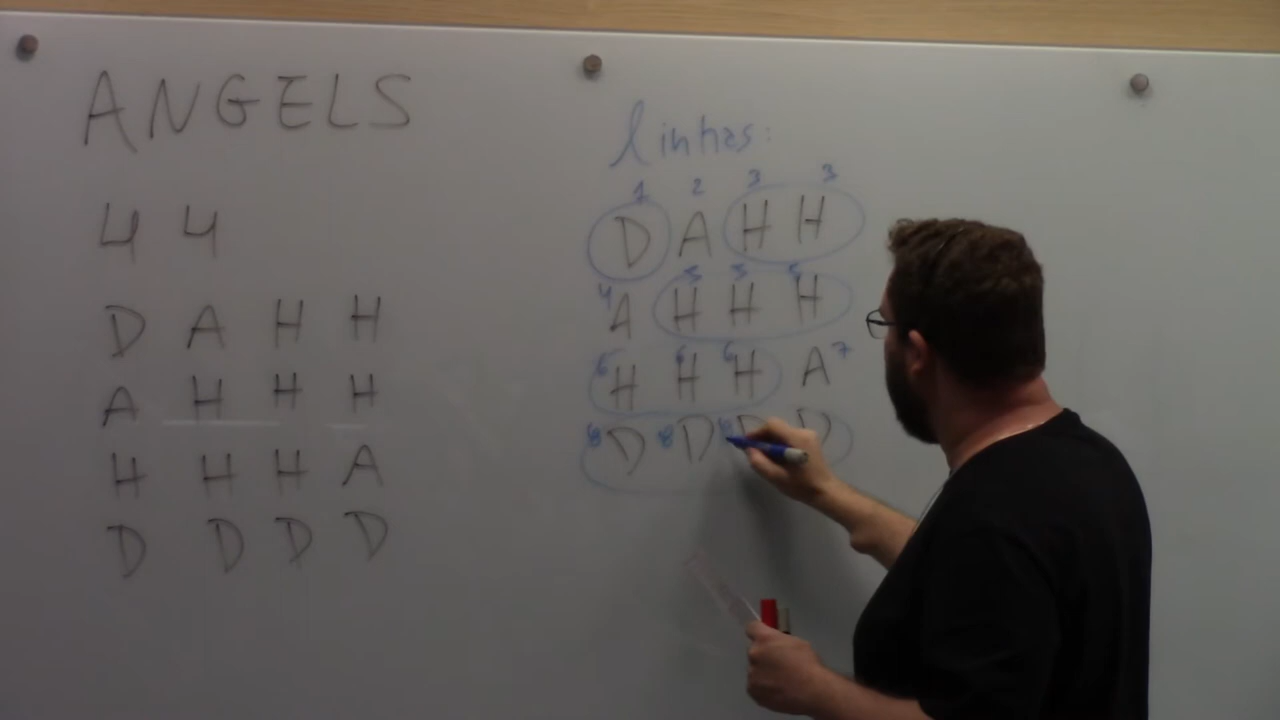 ANGELS
4 4
D A H H
A H H H
H H H A
D D D D
linhas:
1 2 3 3
D A H H
4 5 5 5
A H H H
6 6 6 7
H H H A
8 8 8
D D D D